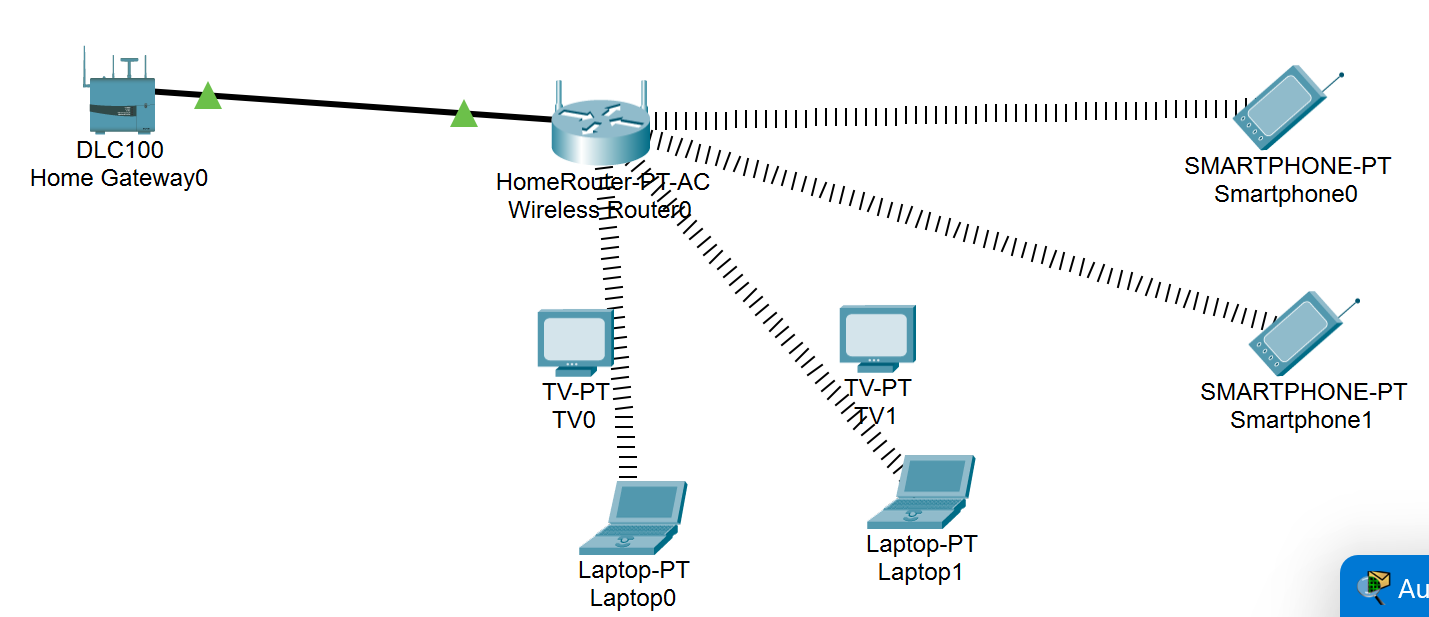 DLC100
Home Gateway0
HomeRouter-PT-AC
Wireless Router0
SMARTPHONE-PT
Smartphone0
TV-PT
TV0
TV-PT
TV1
SMARTPHONE-PT
Smartphone1
Laptop-PT
Laptop0
Laptop-PT
Laptop1
Au